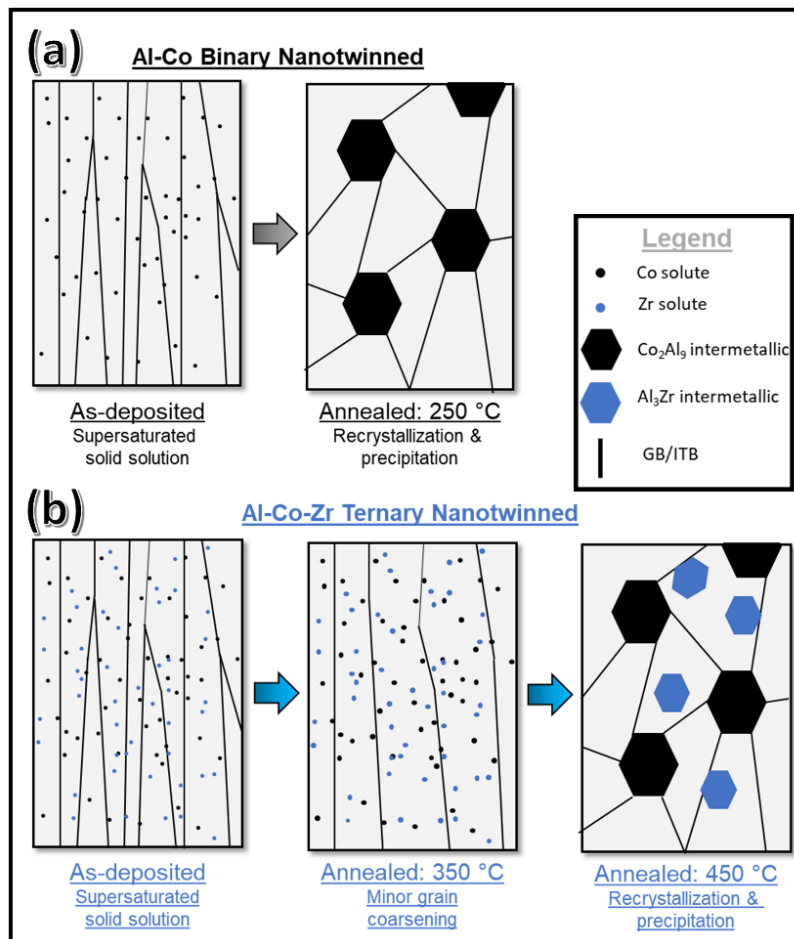 (a)
Al-Co Binary Nanotwinned
As-deposited
Supersaturated
solid solution
Annealed: 250 °C
Recrystallization &
precipitation
Legend
Co solute
Zr solute
Co₂Al₉ intermetallic
Al₃Zr intermetallic
GB/ITB
(b)
Al-Co-Zr Ternary Nanotwinned
As-deposited
Supersaturated
solid solution
Annealed: 350 °C
Minor grain
coarsening
Annealed: 450 °C
Recrystallization &
precipitation